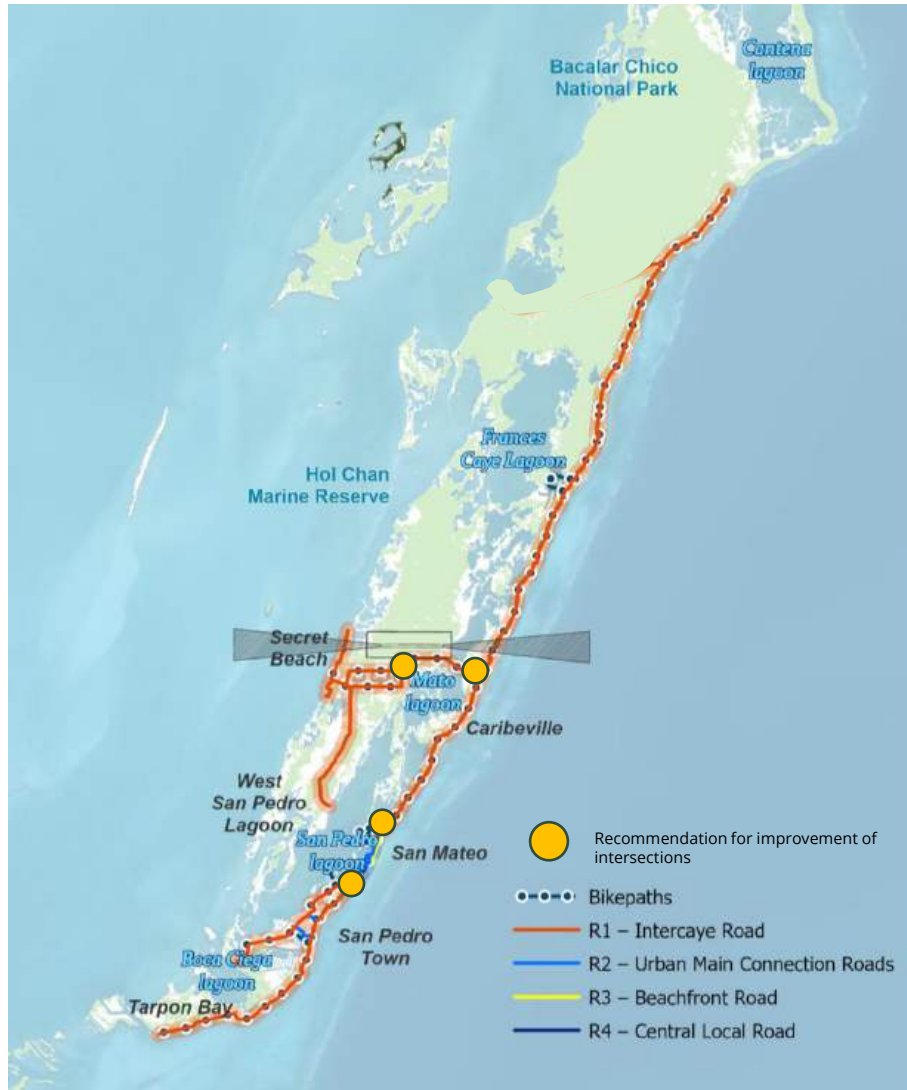 Bacalar Chico
National Park
Cantena
lagoon
Frances
Caye Lagoon
Hol Chan
Marine Reserve
Secret
Beach
Mato
lagoon
Caribeville
West
San Pedro
Lagoon
San Pedro
lagoon
San Mateo
San Pedro
Town
Boca Ciega
lagoon
Tarpon Bay
Recommendation for improvement of
intersections
Bikepaths
R1 – Intercaye Road
R2 – Urban Main Connection Roads
R3 – Beachfront Road
R4 – Central Local Road